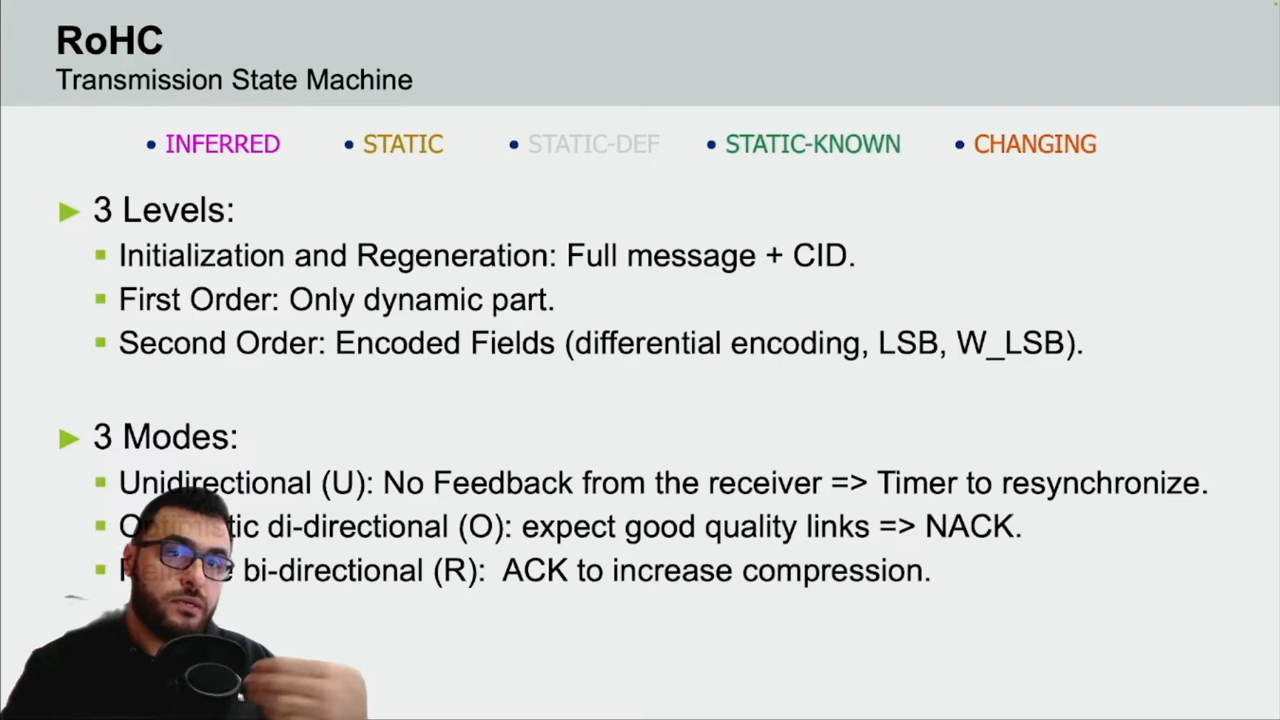 RoHC
Transmission State Machine
• INFERRED • STATIC • STATIC-DEF • STATIC-KNOWN • CHANGING
► 3 Levels:
▪ Initialization and Regeneration: Full message + CID.
▪ First Order: Only dynamic part.
▪ Second Order: Encoded Fields (differential encoding, LSB, W_LSB).
► 3 Modes:
▪ Unidirectional (U): No Feedback from the receiver => Timer to resynchronize.
▪ Optimistic di-directional (O): expect good quality links => NACK.
▪ bi-directional (R): ACK to increase compression.